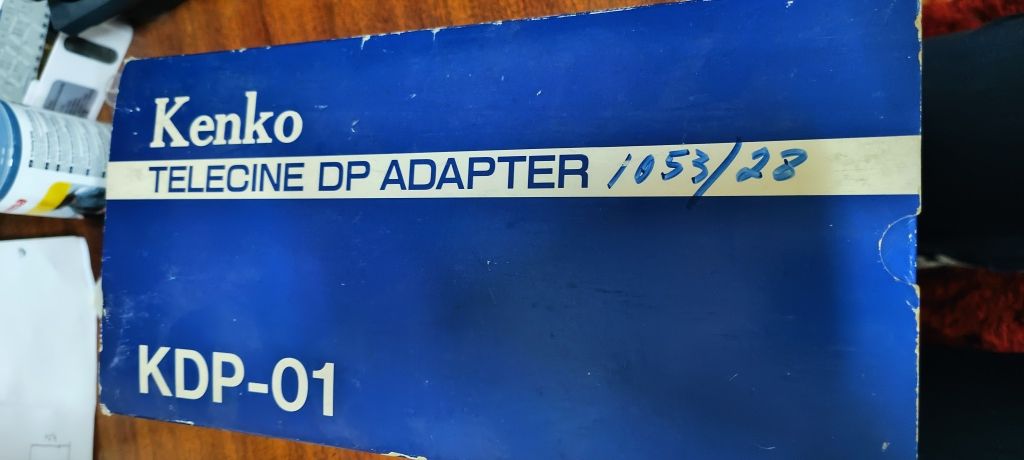 Kenko
TELECINE DP ADAPTER 1053/28
KDP-01